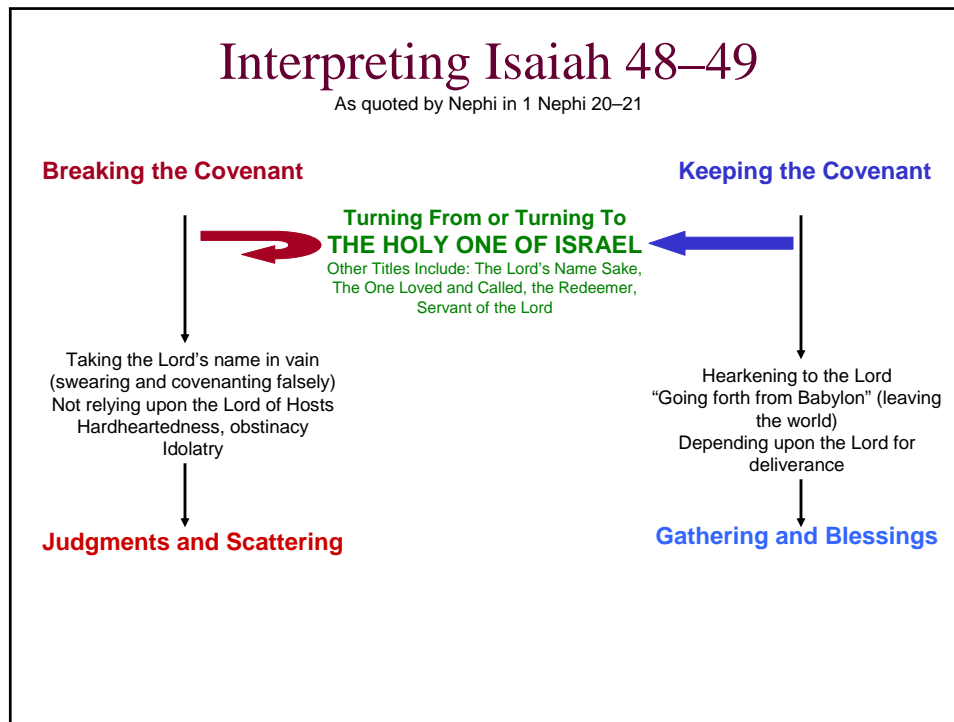 Interpreting Isaiah 48–49
As quoted by Nephi in 1 Nephi 20–21
Breaking the Covenant
Keeping the Covenant
Turning From or Turning To
THE HOLY ONE OF ISRAEL
Other Titles Include: The Lord’s Name Sake,
The One Loved and Called, the Redeemer,
Servant of the Lord
Taking the Lord’s name in vain
(swearing and covenanting falsely)
Not relying upon the Lord of Hosts
Hardheartedness, obstinacy
Idolatry
Hearkening to the Lord
“Going forth from Babylon” (leaving
the world)
Depending upon the Lord for
deliverance
Judgments and Scattering
Gathering and Blessings